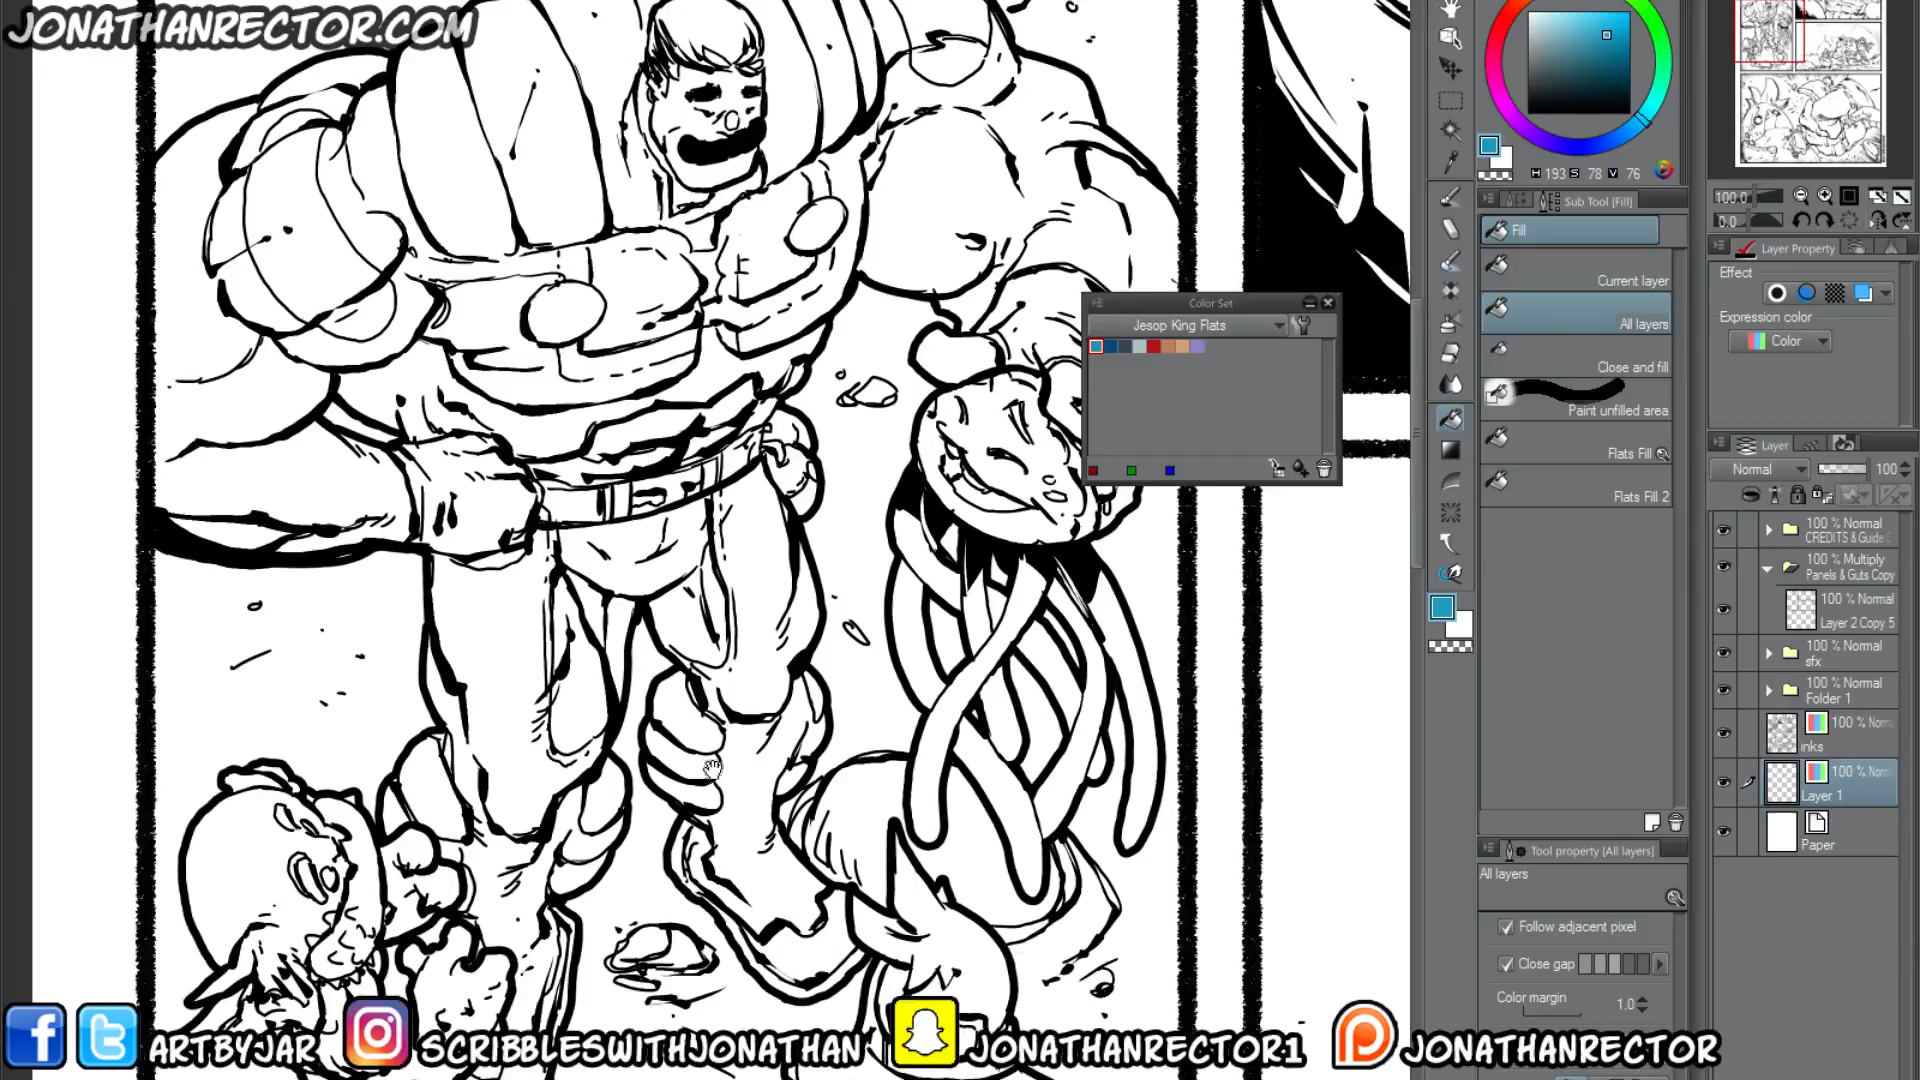 JONATHANRECTOR.COM
H 193 S 78 V 76
Sub Tool [Fill]
Fill
Current layer
All layers
Close and fill
Paint unfilled area
Flats Fill
Flats Fill 2
Color Set
Jesop King Flats
Tool property [All layers]
All layers
Follow adjacent pixel
Close gap
Color margin
1.0
100.0
0.0
Layer Property
Effect
Expression color
Color
Layer
Normal
100
100 % Normal
CREDITS & Guide
100 % Multiply
Panels & Guts Copy
100 % Normal
Layer 2 Copy 5
100 % Normal
sfx
100 % Normal
Folder 1
100 % Norm
inks
100 % Norm
Layer 1
Paper
ARTBYJAR
SCRIBBLESWITHJONATHAN
JONATHANRECTOR1
JONATHANRECTOR